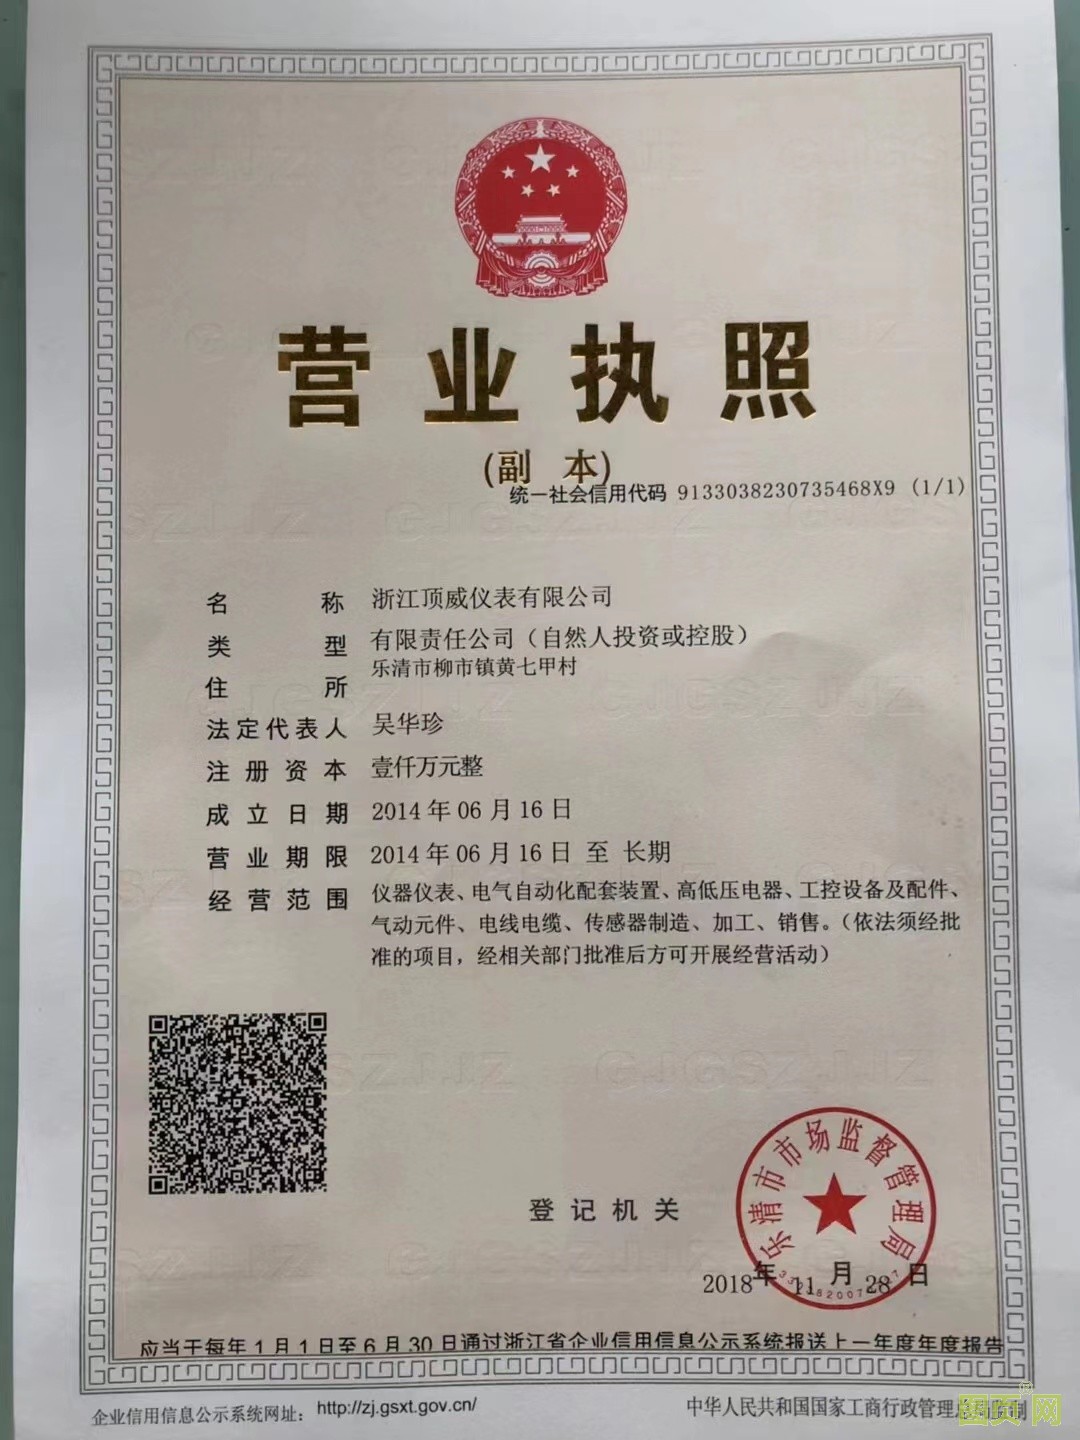 营业执照
(副 本)
统一社会信用代码 9133038230735468X9 (1/1)
名 称 浙江顶威仪表有限公司
类 型 有限责任公司（自然人投资或控股）
住 所 乐清市柳市镇黄七甲村
法定代表人 吴华珍
注册资本 壹仟万元整
成立日期 2014年06月16日
营业期限 2014年06月16日 至 长期
经营范围 仪器仪表、电气自动化配套装置、高低压电器、工控设备及配件、
气动元件、电线电缆、传感器制造、加工、销售。（依法须经批
准的项目，经相关部门批准后方可开展经营活动）
乐清市市场监督管理局
登记机关
2018年11月28日
应当于每年1月1日至6月30日通过浙江省企业信用信息公示系统报送上一年度年度报告
企业信用信息公示系统网址： http://zj.gsxt.gov.cn/
中华人民共和国国家工商行政管理总局监制